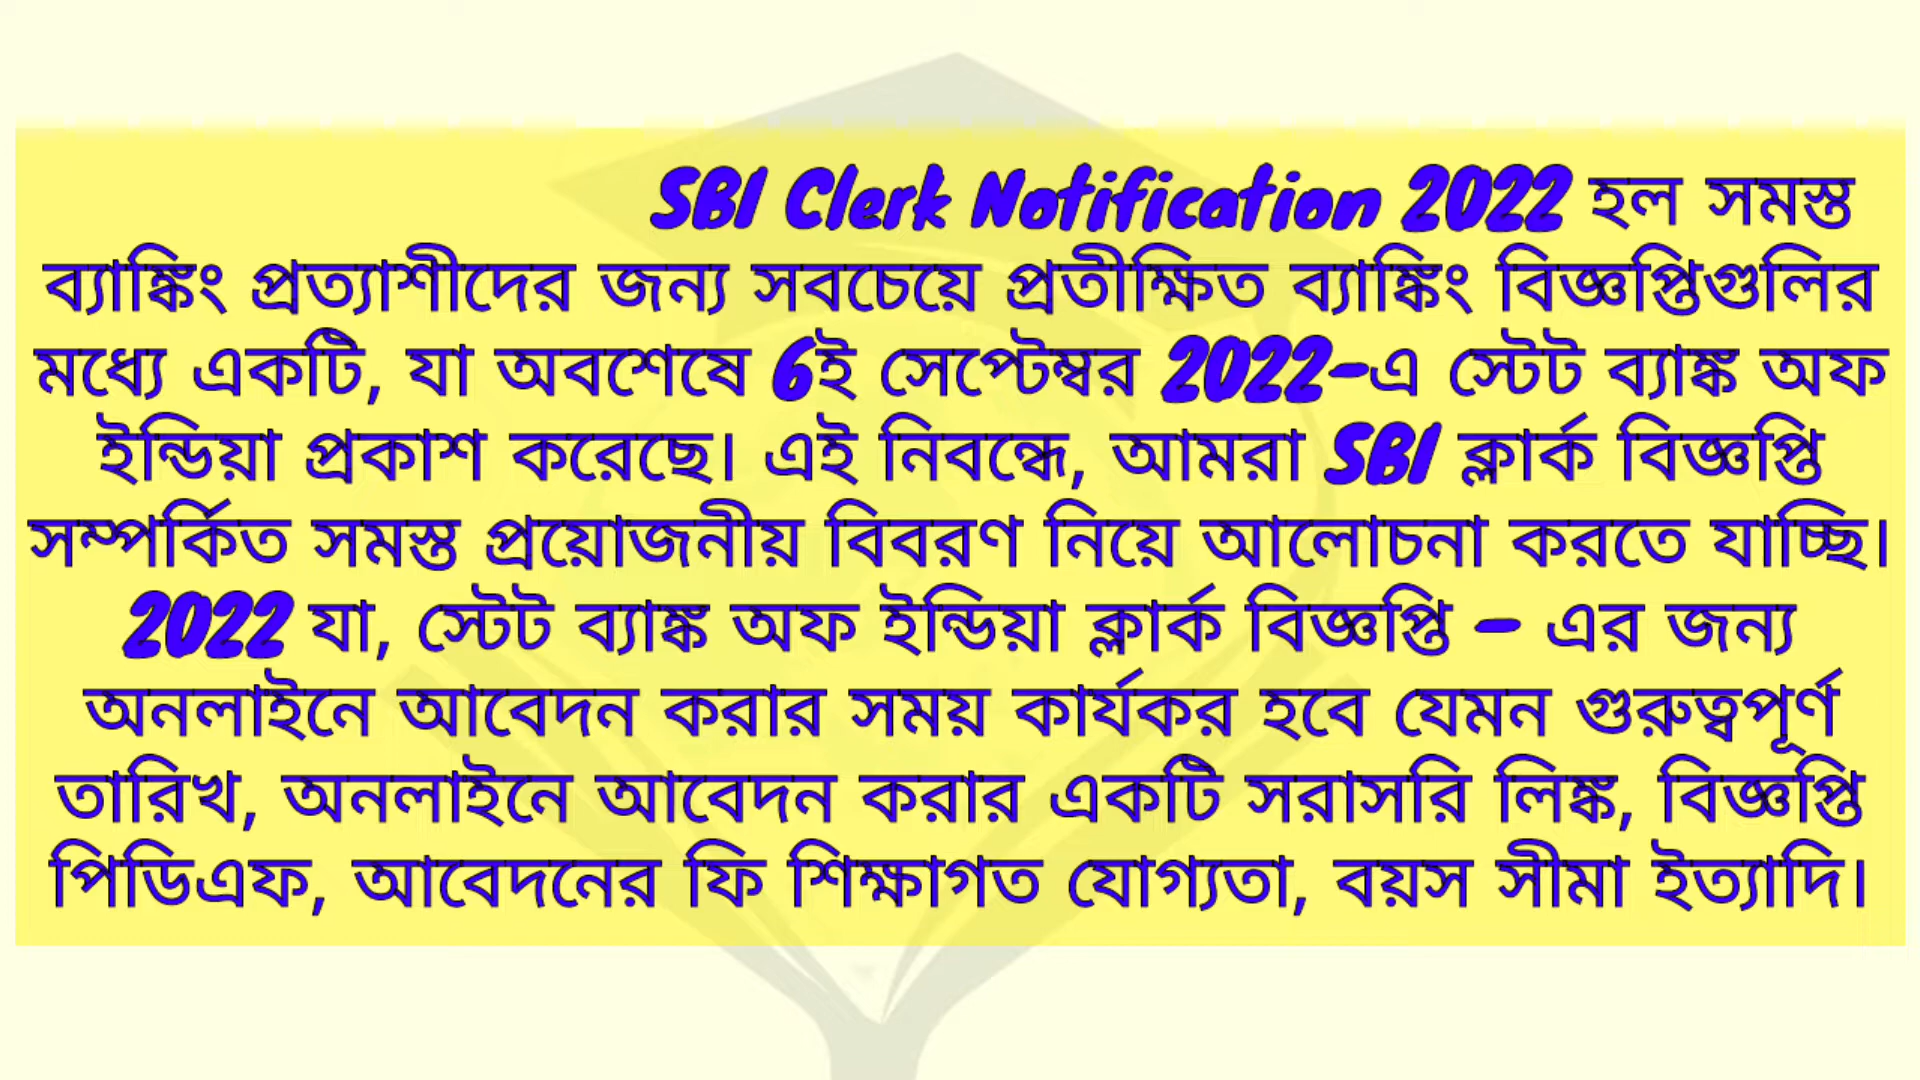 SBI Clerk Notification 2022 হল সমস্ত
ব্যাঙ্কিং প্রত্যাশীদের জন্য সবচেয়ে প্রতীক্ষিত ব্যাঙ্কিং বিজ্ঞপ্তিগুলির
মধ্যে একটি, যা অবশেষে 6ই সেপ্টেম্বর 2022-এ স্টেট ব্যাঙ্ক অফ
ইন্ডিয়া প্রকাশ করেছে। এই নিবন্ধে, আমরা SBI ক্লার্ক বিজ্ঞপ্তি
সম্পর্কিত সমস্ত প্রয়োজনীয় বিবরণ নিয়ে আলোচনা করতে যাচ্ছি।
2022 যা, স্টেট ব্যাঙ্ক অফ ইন্ডিয়া ক্লার্ক বিজ্ঞপ্তি – এর জন্য
অনলাইনে আবেদন করার সময় কার্যকর হবে যেমন গুরুত্বপূর্ণ
তারিখ, অনলাইনে আবেদন করার একটি সরাসরি লিঙ্ক, বিজ্ঞপ্তি
পিডিএফ, আবেদনের ফি শিক্ষাগত যোগ্যতা, বয়স সীমা ইত্যাদি।